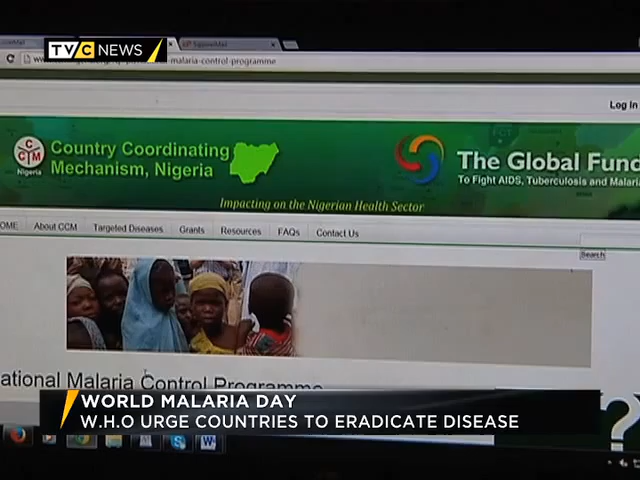 TVC NEWS
malaria-control-programme
Log In
CCM
Nigeria
Country Coordinating
Mechanism, Nigeria
FCT
The Global Fund
To Fight AIDS, Tuberculosis and Malaria
Impacting on the Nigerian Health Sector
OME About CCM Targeted Diseases Grants Resources FAQs Contact Us
Search
ational Malaria Control Programme
WORLD MALARIA DAY
W.H.O URGE COUNTRIES TO ERADICATE DISEASE
?